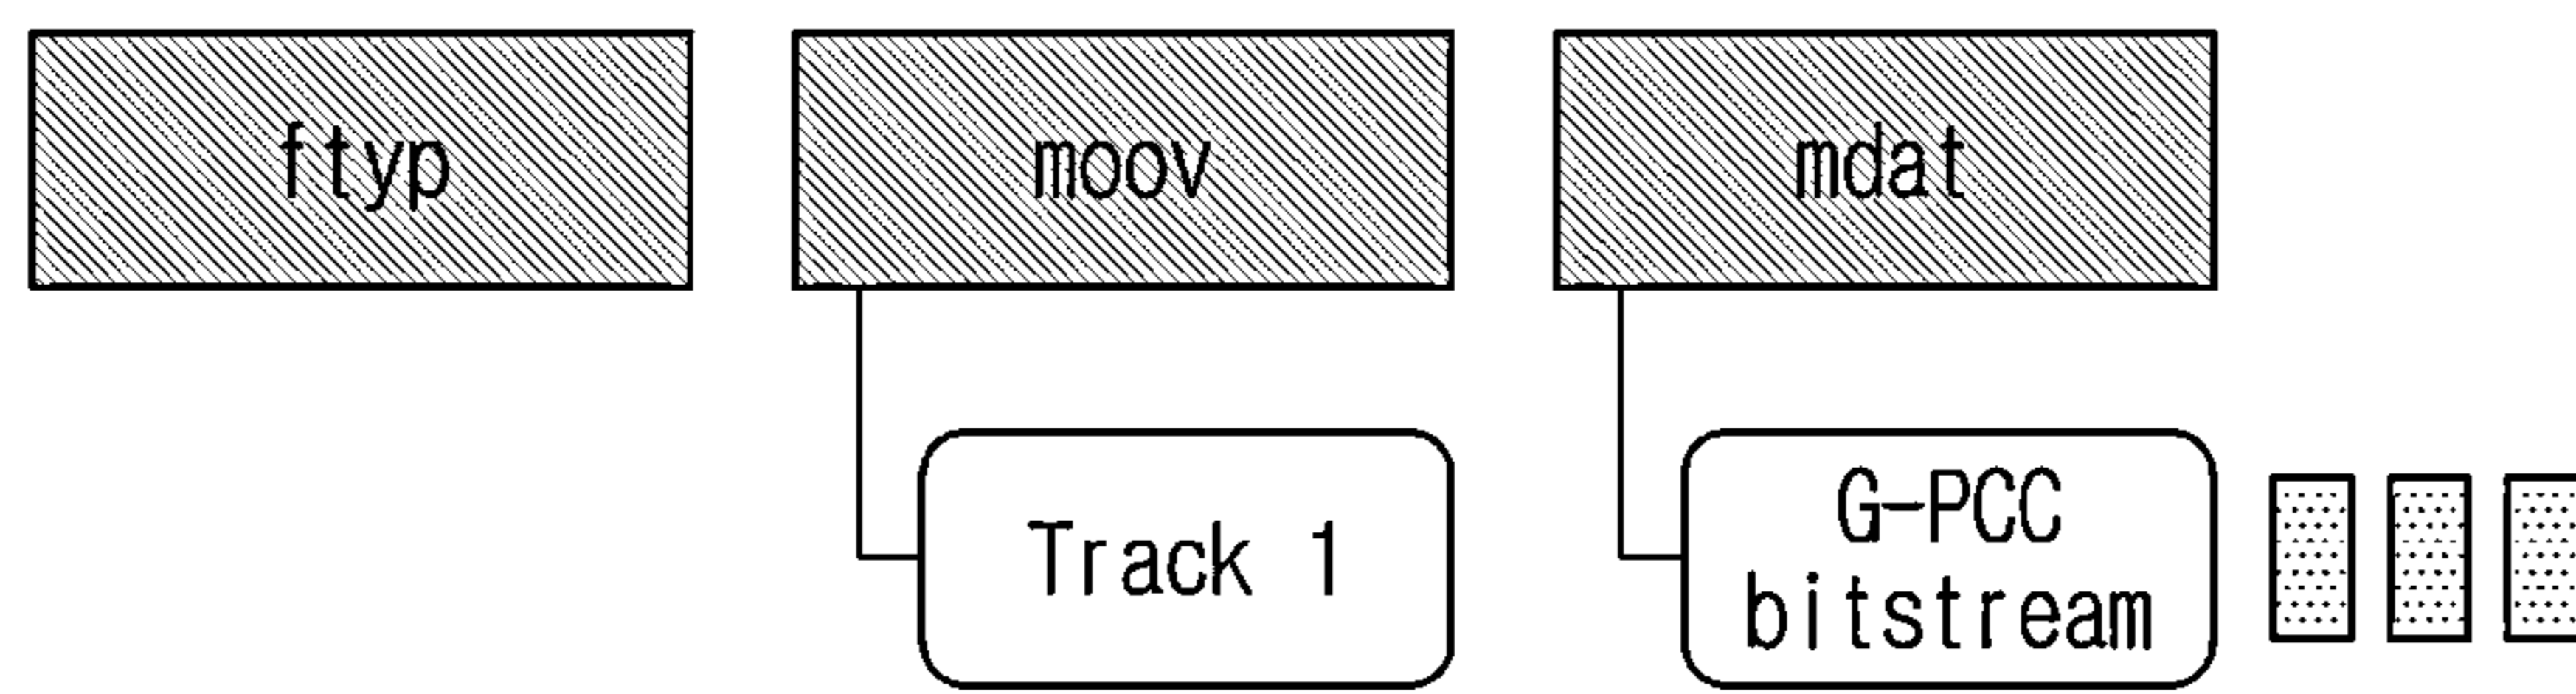 ftyp
moov
mdat
Track 1
G-PCC
bitstream